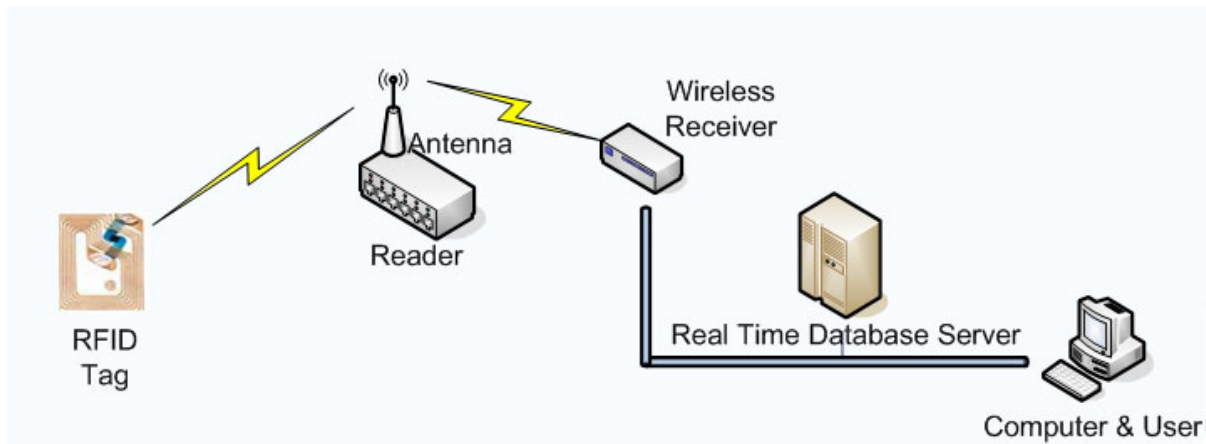 Wireless
Receiver
Antenna
Reader
RFID
Tag
Real Time Database Server
Computer & User